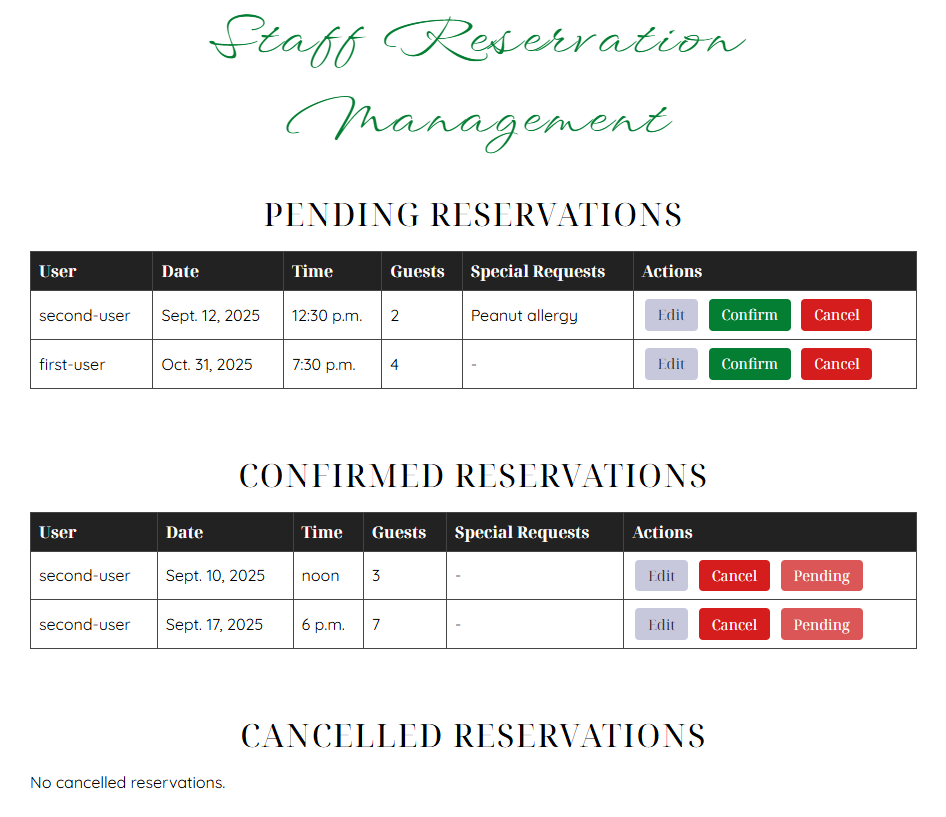 Staff Reservation
Management
PENDING RESERVATIONS
User Date Time Guests Special Requests Actions
second-user Sept. 12, 2025 12:30 p.m. 2 Peanut allergy Edit Confirm Cancel
first-user Oct. 31, 2025 7:30 p.m. 4 - Edit Confirm Cancel
CONFIRMED RESERVATIONS
User Date Time Guests Special Requests Actions
second-user Sept. 10, 2025 noon 3 - Edit Cancel Pending
second-user Sept. 17, 2025 6 p.m. 7 - Edit Cancel Pending
CANCELLED RESERVATIONS
No cancelled reservations.